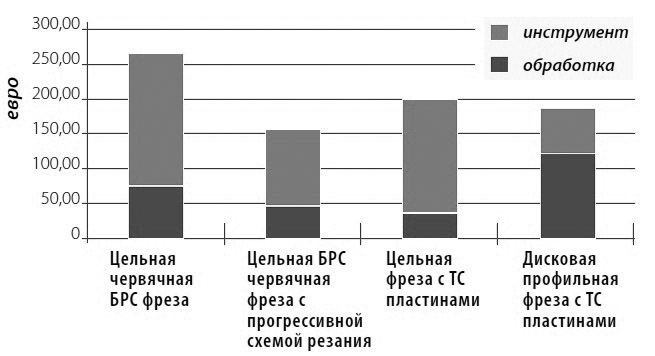 300,00
250,00
200,00
150,00
100,00
50,00
0
евро
инструмент
обработка
Цельная
червячная
БРС фреза
Цельная БРС
червячная
фреза с
прогрессивной
схемой резания
Цельная
фреза с ТС
пластинами
Дисковая
профильная
фреза с ТС
пластинами